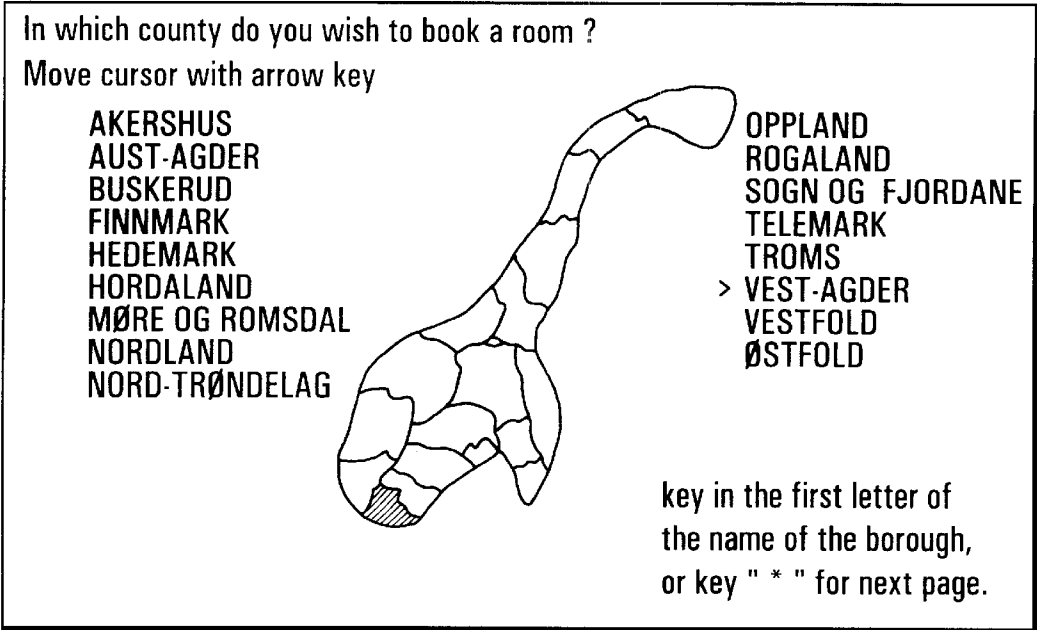 In which county do you wish to book a room ?
Move cursor with arrow key
AKERSHUS
AUST-AGDER
BUSKERUD
FINNMARK
HEDEMARK
HORDALAND
MØRE OG ROMSDAL
NORDLAND
NORD-TRØNDELAG
OPPLAND
ROGALAND
SOGN OG FJORDANE
TELEMARK
TROMS
> VEST-AGDER
VESTFOLD
ØSTFOLD
key in the first letter of
the name of the borough,
or key " * " for next page.